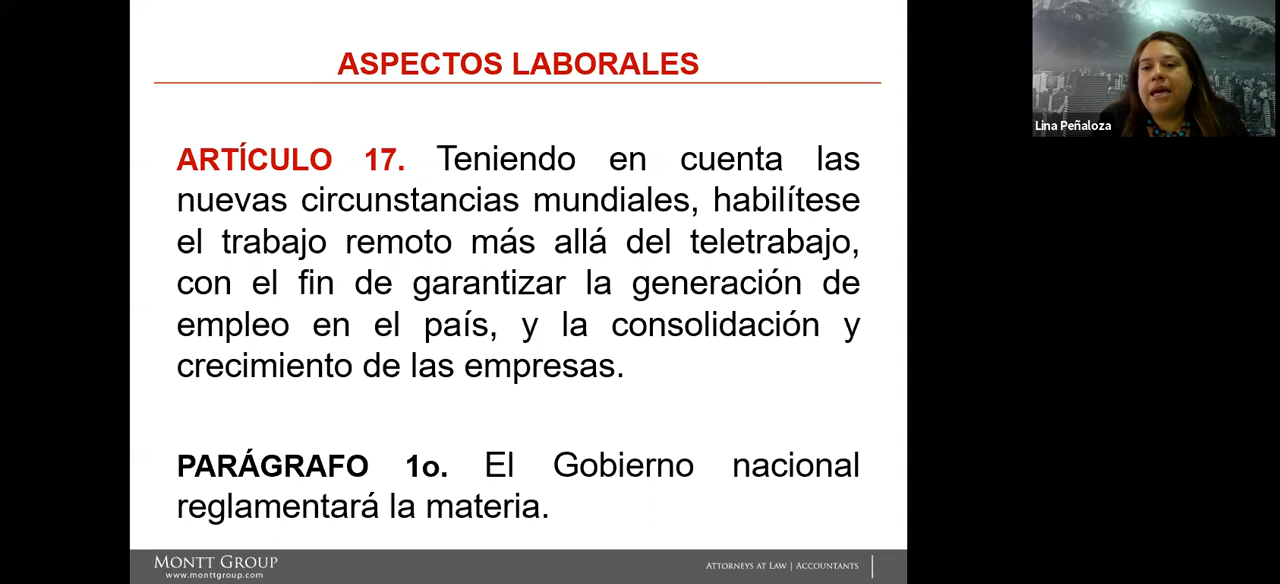 ASPECTOS LABORALES
Lina Peñaloza
ARTÍCULO 17. Teniendo en cuenta las
nuevas circunstancias mundiales, habilítese
el trabajo remoto más allá del teletrabajo,
con el fin de garantizar la generación de
empleo en el país, y la consolidación y
crecimiento de las empresas.
PARÁGRAFO 1o. El Gobierno nacional
reglamentará la materia.
MONTT GROUP
www.monttgroup.com
ATTORNEYS AT LAW | ACCOUNTANTS